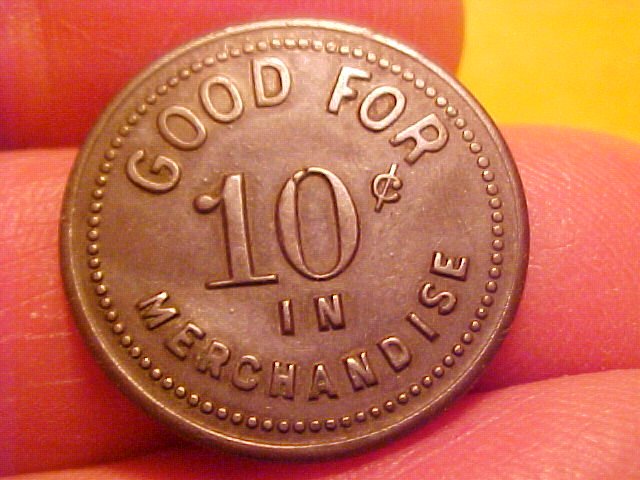 GOOD FOR
10¢
IN
MERCHANDISE